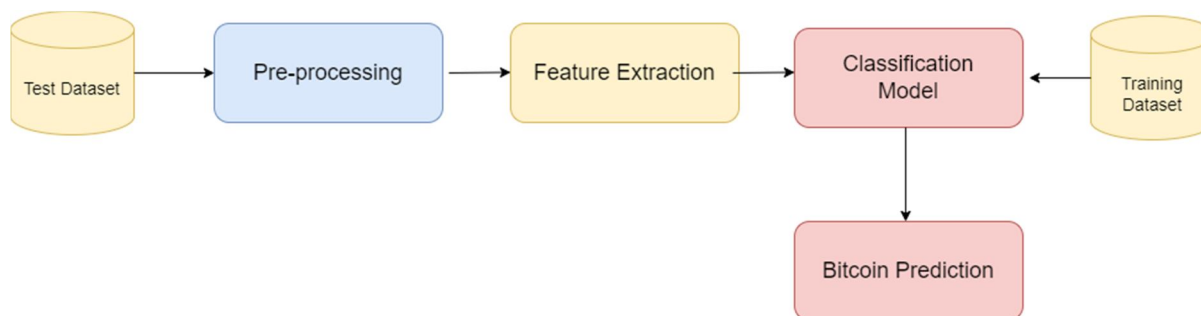 Test Dataset
Pre-processing
Feature Extraction
Classification
Model
Training
Dataset
Bitcoin Prediction